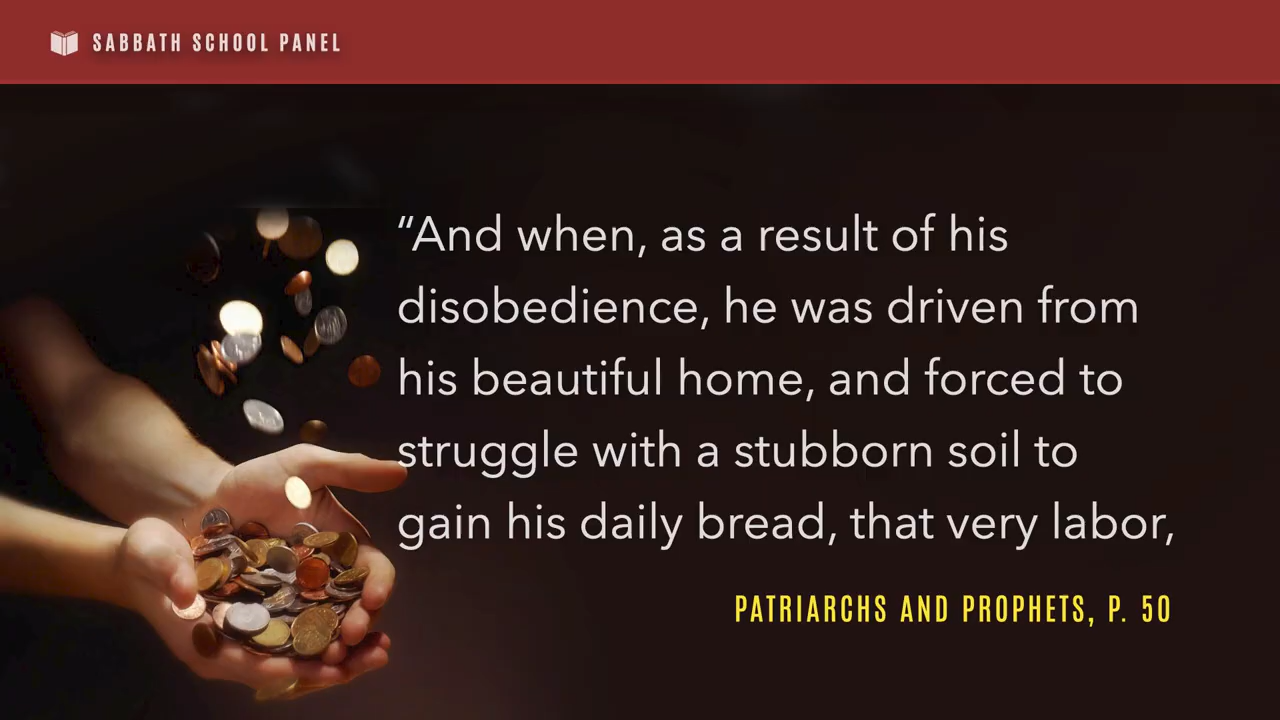 SABBATH SCHOOL PANEL
“And when, as a result of his
disobedience, he was driven from
his beautiful home, and forced to
struggle with a stubborn soil to
gain his daily bread, that very labor,
PATRIARCHS AND PROPHETS, P. 50